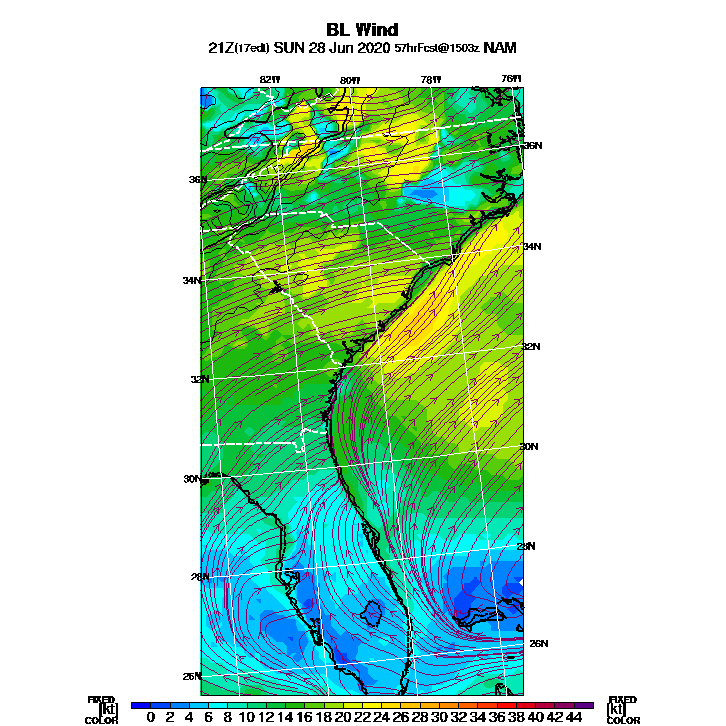 BL Wind
21Z(17edt) SUN 28 Jun 2020 57hrFcst@1503z NAM
82W 80W 78W 76W
36N
36N
34N
34N
32N
32N
30N
30N
28N
28N
26N
26N
FIXED FIXED
[kt] 0 2 4 6 8 10 12 14 16 18 20 22 24 26 28 30 32 34 36 38 40 42 44 [kt]
COLOR COLOR